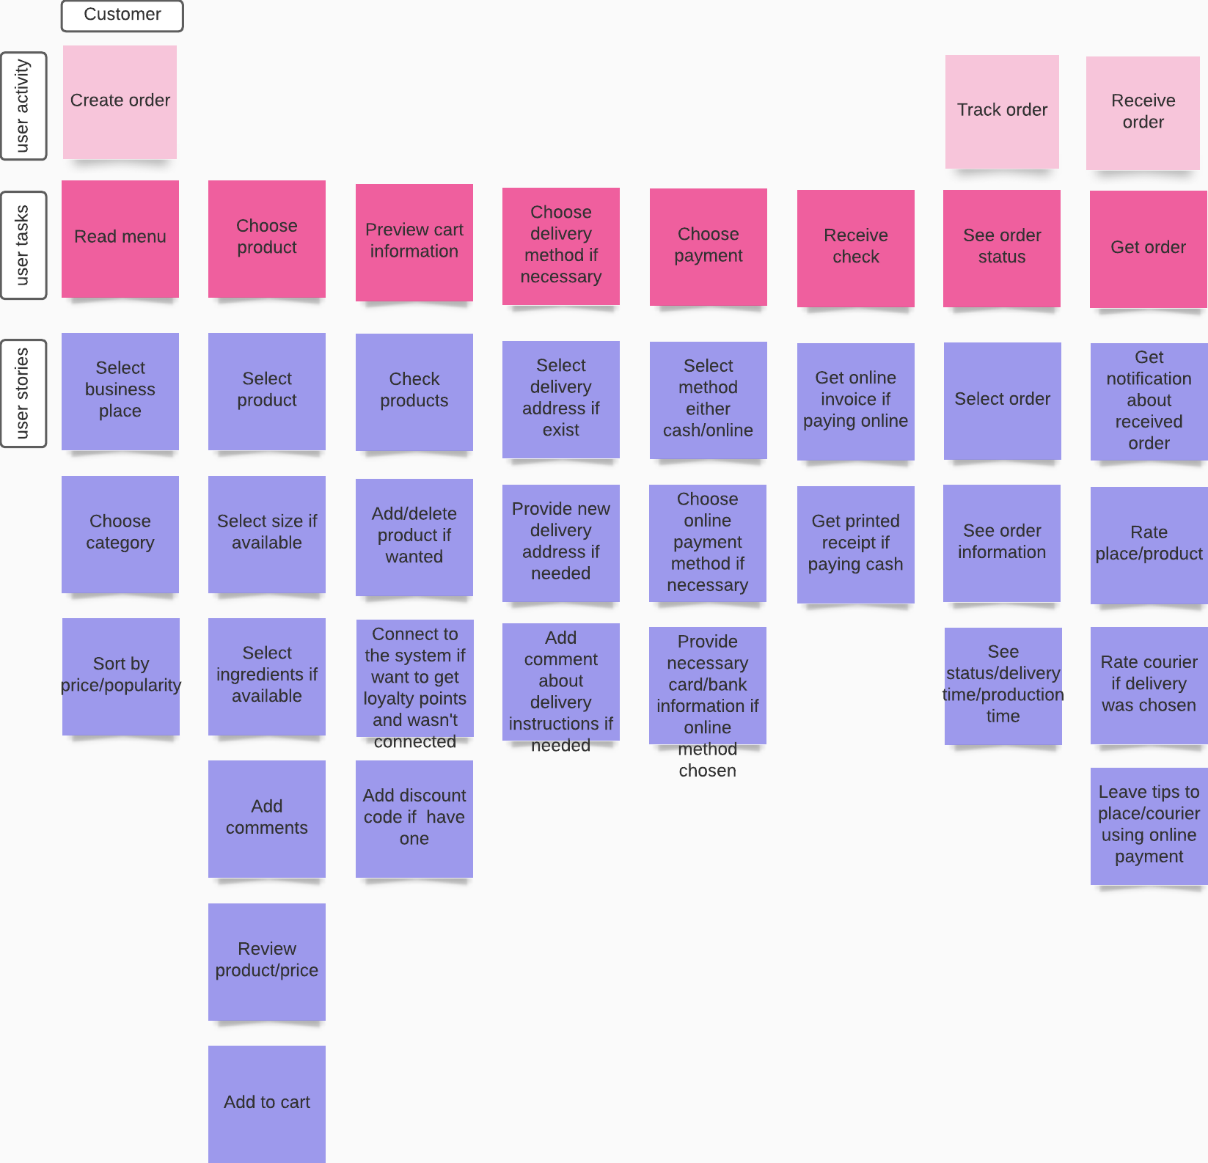 Customer
user activity
Create order
Track order
Receive
order
user tasks
Read menu
Choose
product
Preview cart
information
Choose
delivery
method if
necessary
Choose
payment
Receive
check
See order
status
Get order
user stories
Select
business
place
Select
product
Check
products
Select
delivery
address if
exist
Select
method
either
cash/online
Get online
invoice if
paying online
Select order
Get
notification
about
received
order
Choose
category
Select size if
available
Add/delete
product if
wanted
Provide new
delivery
address if
needed
Choose
online
payment
method if
necessary
Get printed
receipt if
paying cash
See order
information
Rate
place/product
Sort by
price/popularity
Select
ingredients if
available
Connect to
the system if
want to get
loyalty points
and wasn't
connected
Add
comment
about
delivery
instructions if
needed
Provide
necessary
card/bank
information if
online
method
chosen
See
status/delivery
time/production
time
Rate courier
if delivery
was chosen
Add
comments
Add discount
code if  have
one
Leave tips to
place/courier
using online
payment
Review
product/price
Add to cart